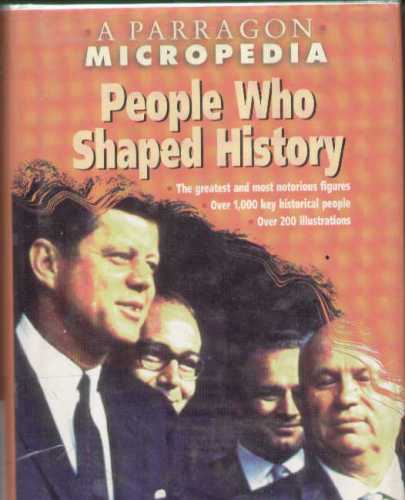 • A PARRAGON •
MICROPEDIA
People Who
Shaped History
• The greatest and most notorious figures
• Over 1,000 key historical people
• Over 200 illustrations